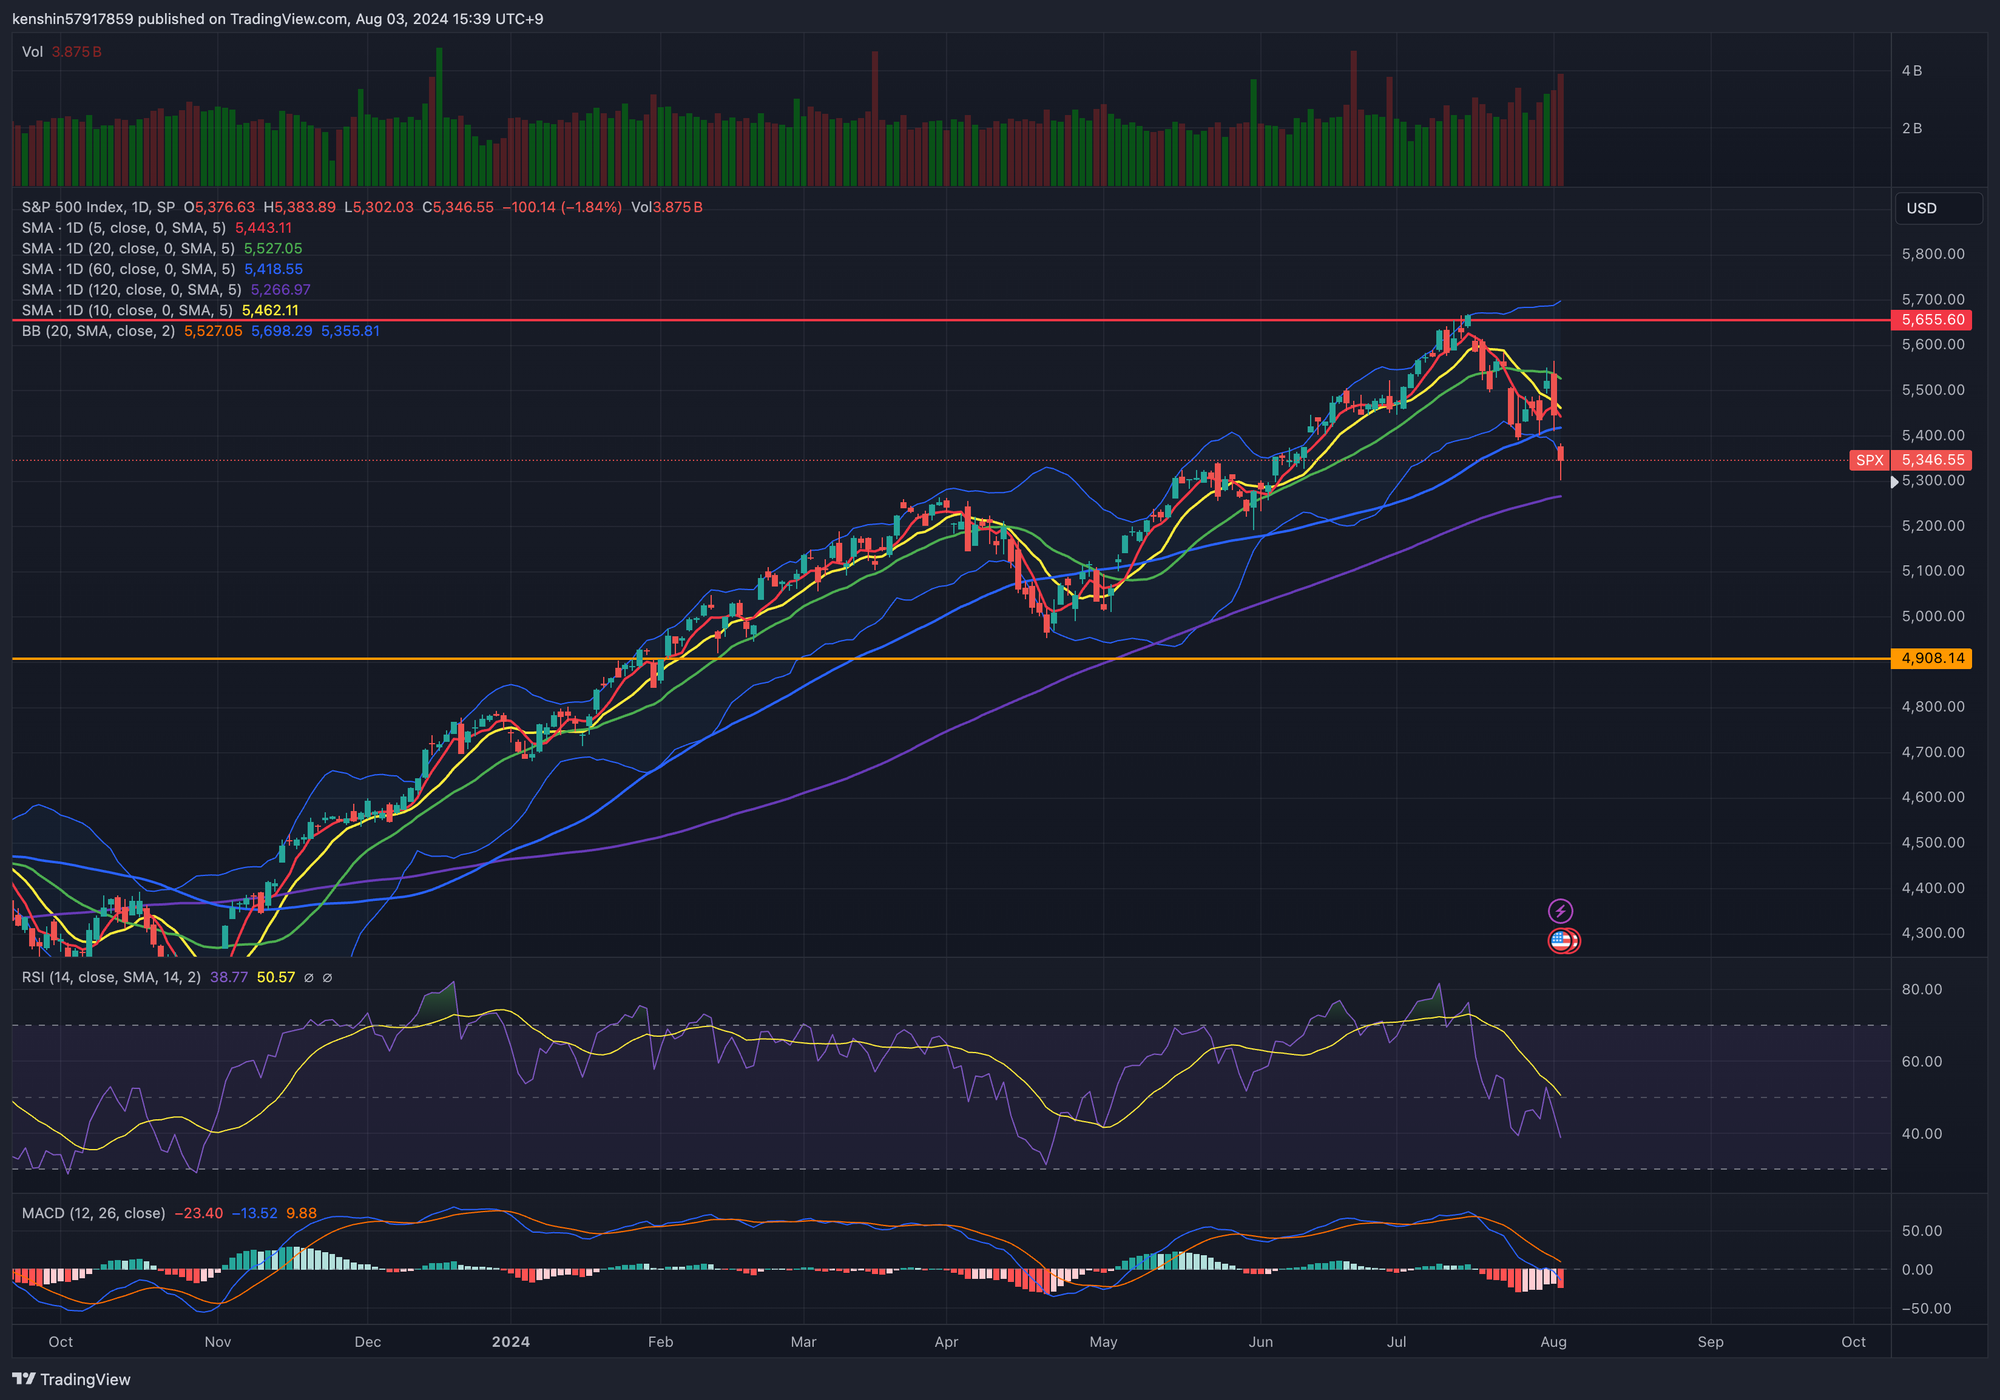 kenshin57917859 published on TradingView.com, Aug 03, 2024 15:39 UTC+9
Vol 3.875B
4B
2B
S&P 500 Index, 1D, SP O5,376.63 H5,383.89 L5,302.03 C5,346.55 −100.14 (−1.84%) Vol3.875B
USD
SMA · 1D (5, close, 0, SMA, 5) 5,443.11
SMA · 1D (20, close, 0, SMA, 5) 5,527.05
SMA · 1D (60, close, 0, SMA, 5) 5,418.55
SMA · 1D (120, close, 0, SMA, 5) 5,266.97
SMA · 1D (10, close, 0, SMA, 5) 5,462.11
BB (20, SMA, close, 2) 5,527.05 5,698.29 5,355.81
5,800.00
5,700.00
5,655.60
5,600.00
5,500.00
5,400.00
SPX 5,346.55
5,300.00
5,200.00
5,100.00
5,000.00
4,908.14
4,800.00
4,700.00
4,600.00
4,500.00
4,400.00
4,300.00
RSI (14, close, SMA, 14, 2) 38.77 50.57 ∅ ∅
80.00
60.00
40.00
MACD (12, 26, close) −23.40 −13.52 9.88
50.00
0.00
−50.00
Oct Nov Dec 2024 Feb Mar Apr May Jun Jul Aug Sep Oct
TradingView